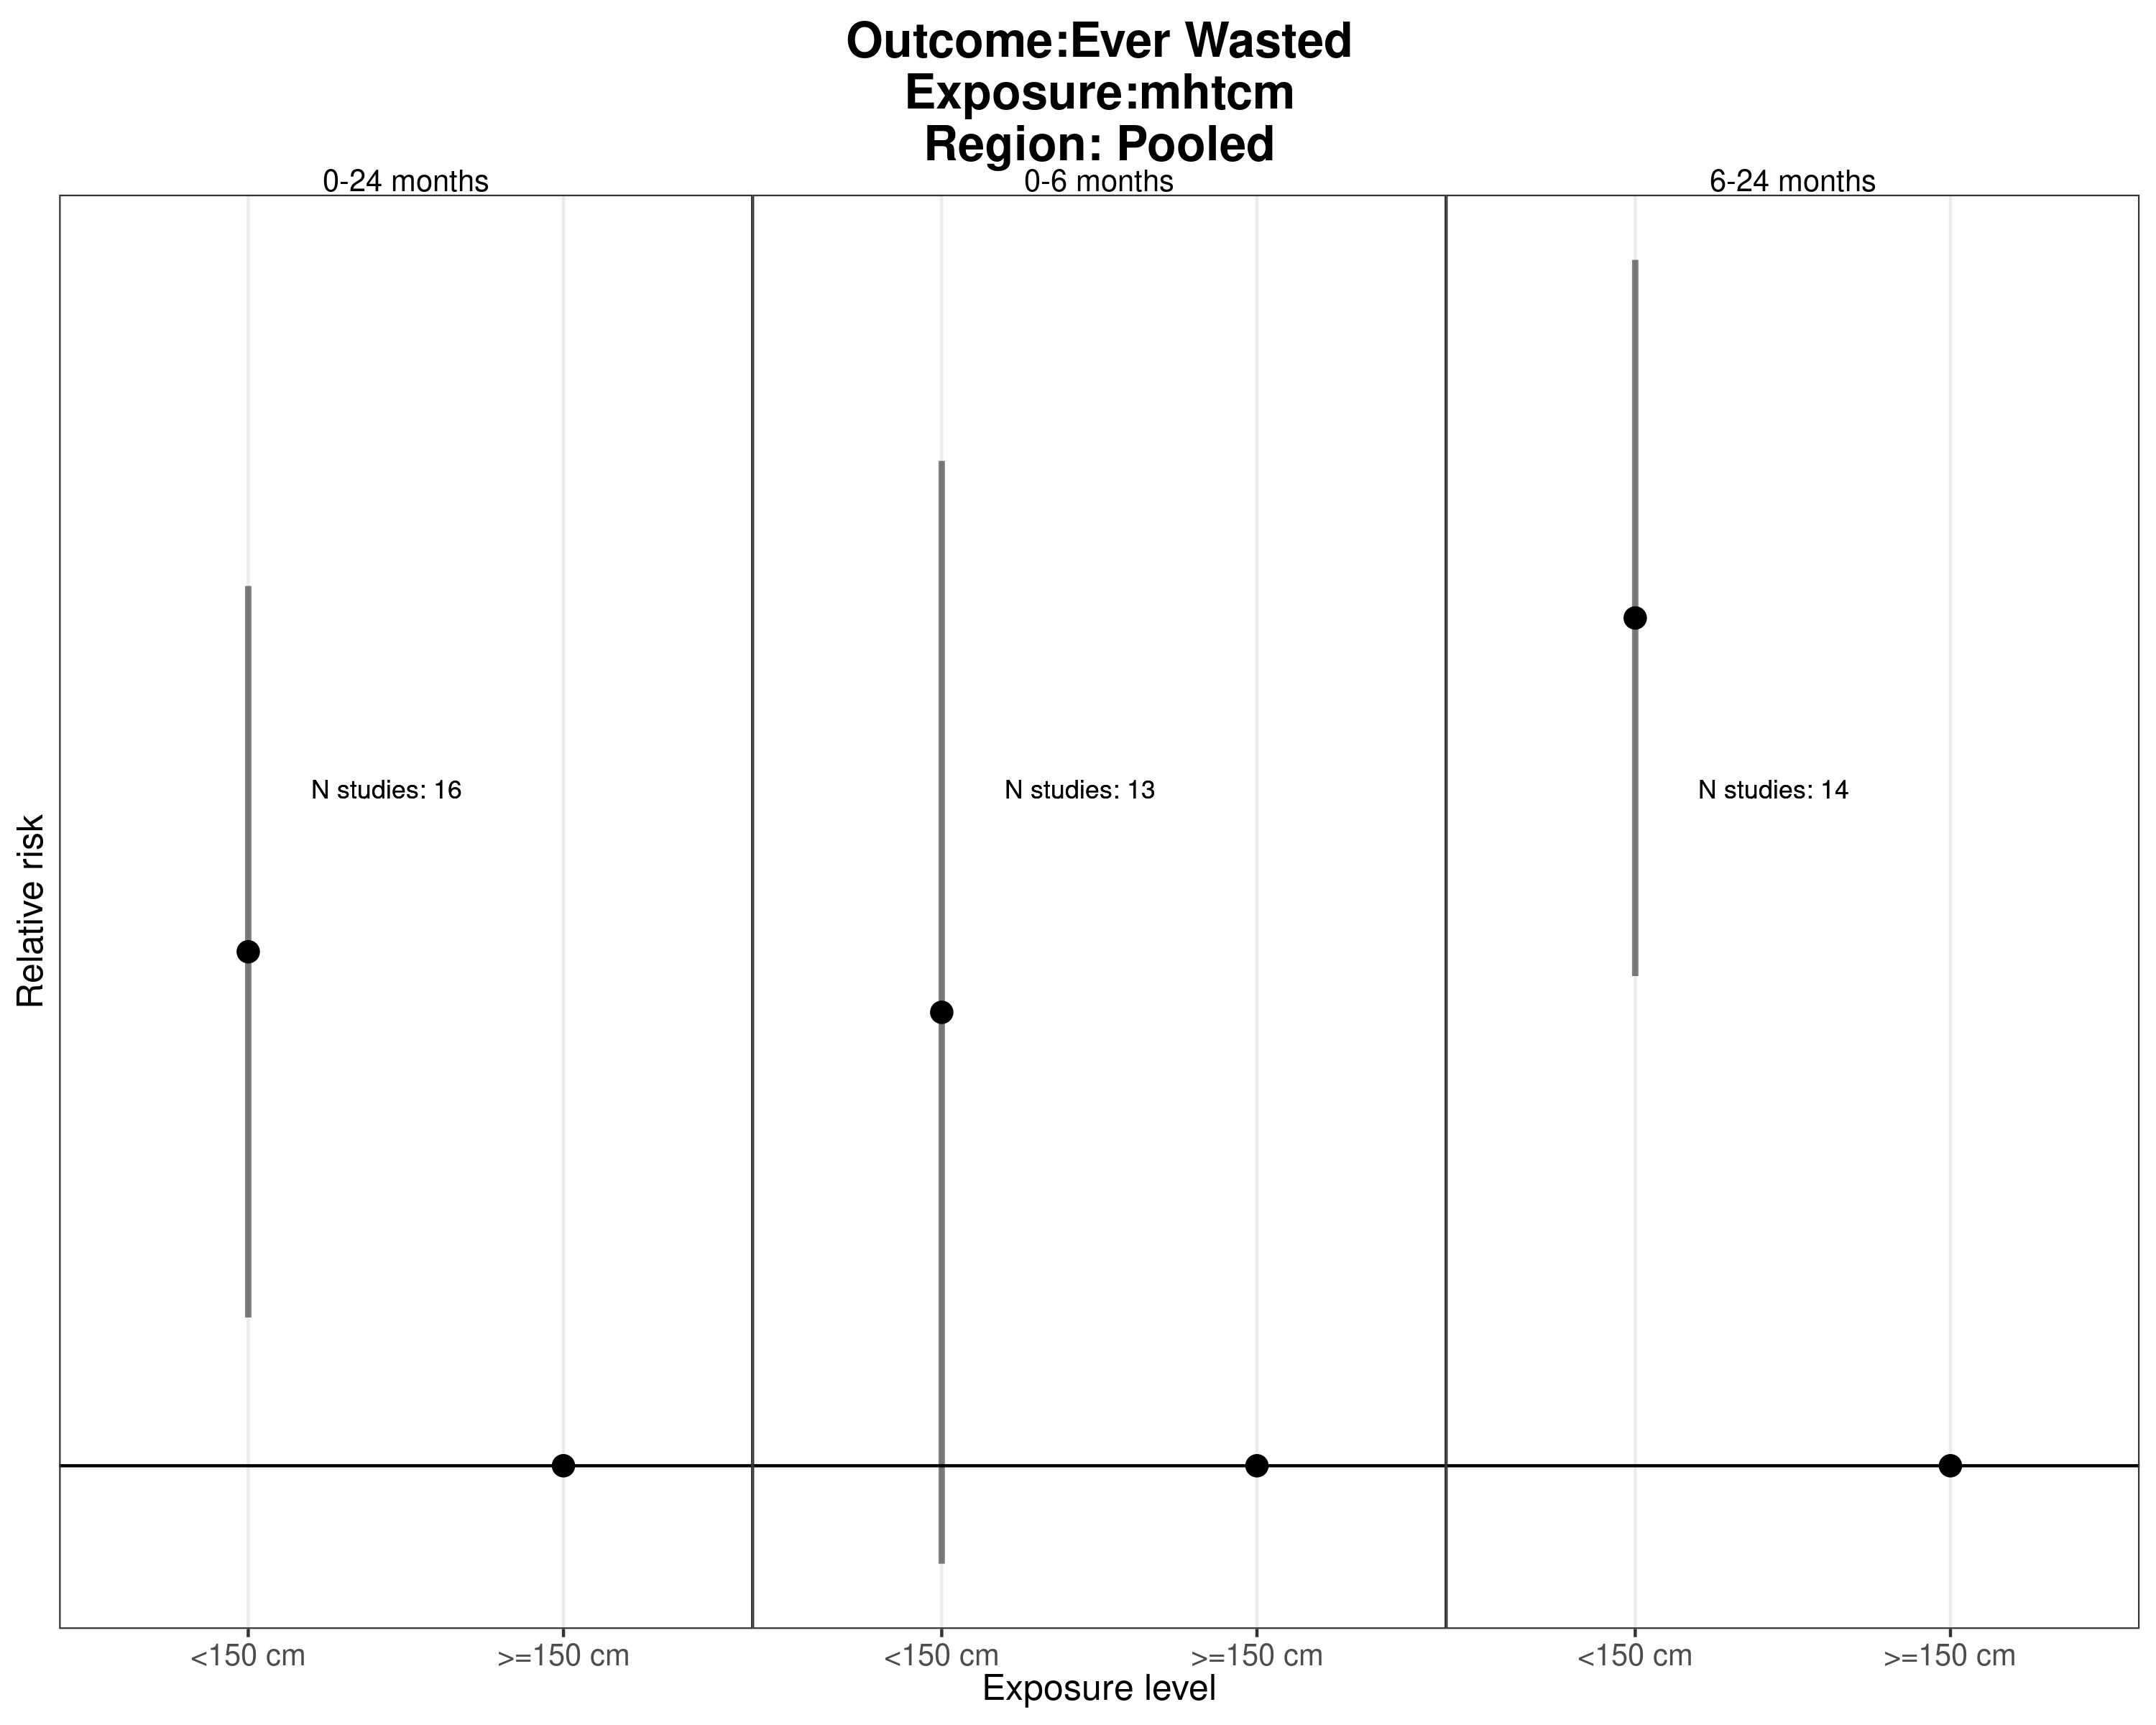 Outcome:Ever Wasted
Exposure:mhtcm
Region: Pooled
0-24 months
0-6 months
6-24 months
N studies: 16
N studies: 13
N studies: 14
Relative risk
<150 cm
>=150 cm
<150 cm
>=150 cm
<150 cm
>=150 cm
Exposure level